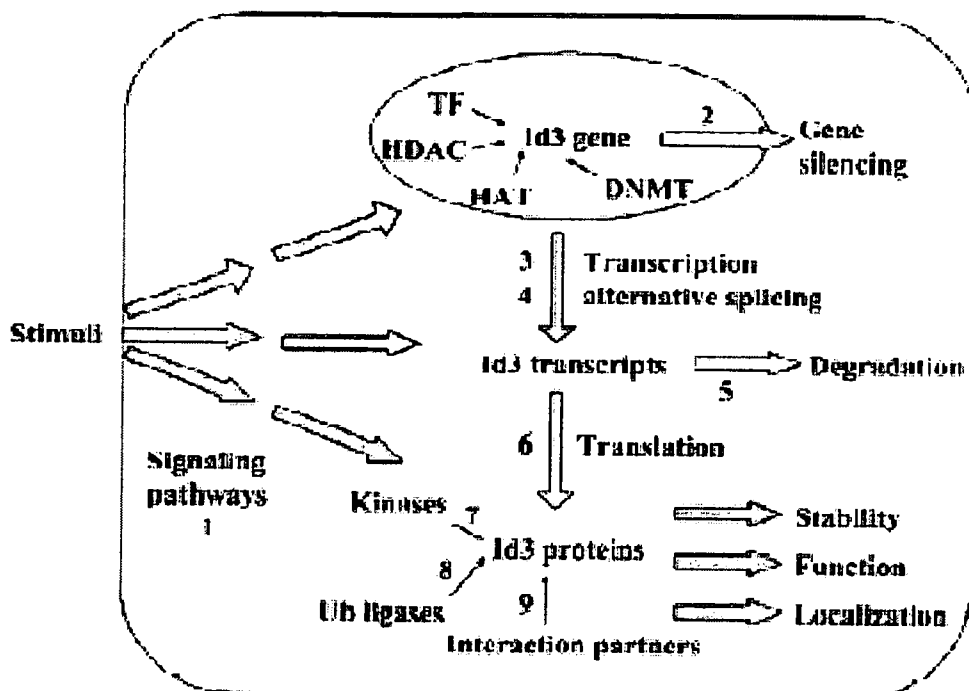 TF
2
HDAC
Id3 gene
Gene
silencing
HAT
DNMT
3 Transcription
4 alternative splicing
Stimuli
Id3 transcripts
Degradation
5
6 Translation
Signaling
pathways
1
Kinases
7
Stability
Id3 proteins
8
Function
Ub ligases
9
Localization
Interaction partners